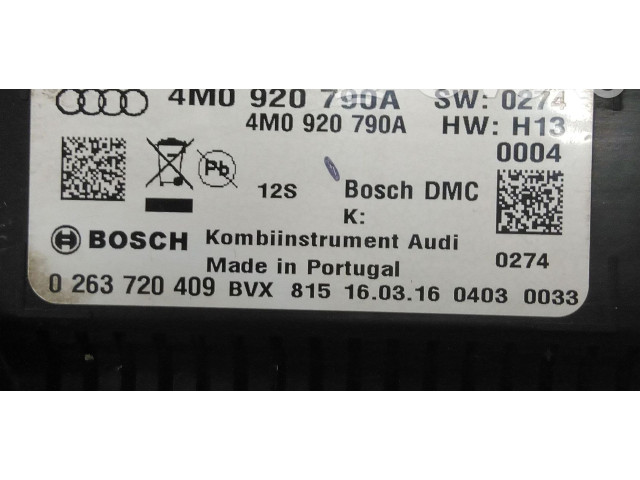 4M0 920 790A SW: 0274
4M0 920 790A HW: H13
0004
Pb
12S Bosch DMC
K:
BOSCH Kombiinstrument Audi
Made in Portugal 0274
0 263 720 409 BVX 815 16.03.16 0403 0033